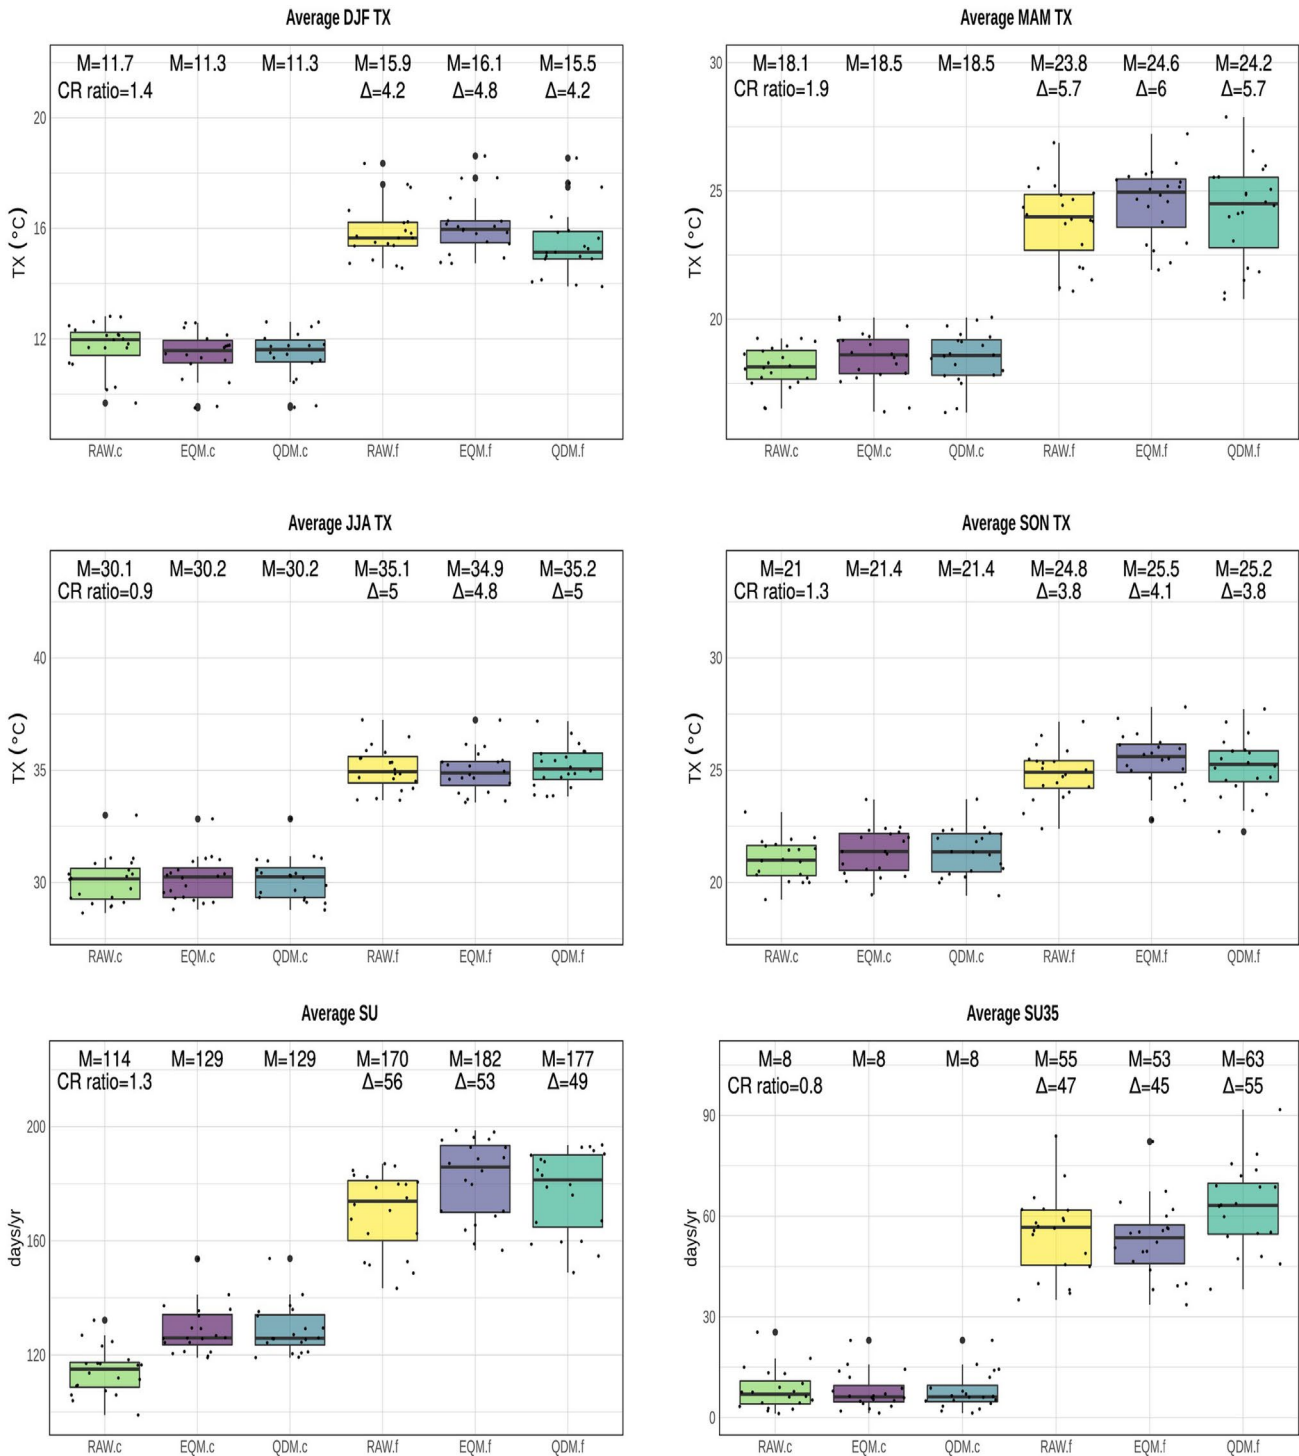 Average DJF TX
M=11.7 M=11.3 M=11.3 M=15.9 M=16.1 M=15.5
CR ratio=1.4 Δ=4.2 Δ=4.8 Δ=4.2
20
16
12
TX (°C)
RAW.c EQM.c QDM.c RAW.f EQM.f QDM.f
Average MAM TX
M=18.1 M=18.5 M=18.5 M=23.8 M=24.6 M=24.2
CR ratio=1.9 Δ=5.7 Δ=6 Δ=5.7
30
25
20
TX (°C)
RAW.c EQM.c QDM.c RAW.f EQM.f QDM.f
Average JJA TX
M=30.1 M=30.2 M=30.2 M=35.1 M=34.9 M=35.2
CR ratio=0.9 Δ=5 Δ=4.8 Δ=5
40
35
30
TX (°C)
RAW.c EQM.c QDM.c RAW.f EQM.f QDM.f
Average SON TX
M=21 M=21.4 M=21.4 M=24.8 M=25.5 M=25.2
CR ratio=1.3 Δ=3.8 Δ=4.1 Δ=3.8
30
25
20
TX (°C)
RAW.c EQM.c QDM.c RAW.f EQM.f QDM.f
Average SU
M=114 M=129 M=129 M=170 M=182 M=177
CR ratio=1.3 Δ=56 Δ=53 Δ=49
200
160
120
days/yr
RAW.c EQM.c QDM.c RAW.f EQM.f QDM.f
Average SU35
M=8 M=8 M=8 M=55 M=53 M=63
CR ratio=0.8 Δ=47 Δ=45 Δ=55
90
60
30
0
days/yr
RAW.c EQM.c QDM.c RAW.f EQM.f QDM.f